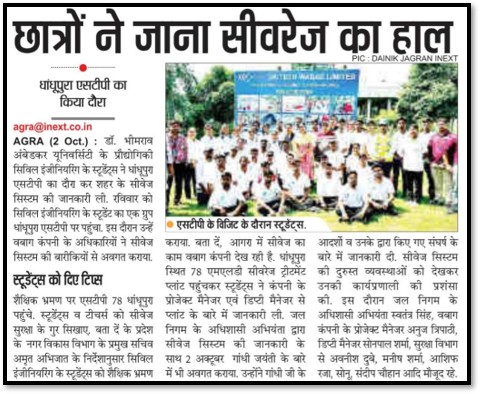 छात्रों ने जाना सीवरेज का हाल
PIC : DAINIK JAGRAN INEXT
धांधूपुरा एसटीपी का
किया दौरा
agra@inext.co.in
AGRA (2 Oct.) : डॉ. भीमराव
अंबेडकर यूनिवर्सिटी के प्रौद्योगिकी
सिविल इंजीनियरिंग के स्टूडेंट्स ने धांधूपुरा
एसटीपी का दौरा कर शहर के सीवेज
सिस्टम की जानकारी ली. रविवार को
सिविल इंजीनियरिंग के स्टूडेंट का एक ग्रुप
धांधूपुरा एसटीपी पर पहुंचा. इस दौरान उन्हें
वबाग कंपनी के अधिकारियों ने सीवेज
सिस्टम की बारीकियों से अवगत कराया.
स्टूडेंट्स को दिए टिप्स
शैक्षिक भ्रमण पर एसटीपी 78 धांधूपुरा
पहुंचे. स्टूडेंट्स व टीचर्स को सीवेज
सुरक्षा के गुर सिखाए, बता दें के प्रदेश
के नगर विकास विभाग के प्रमुख सचिव
अमृत अभिजात के निर्देशानुसार सिविल
इंजीनियरिंग के स्टूडेंट्स को शैक्षिक भ्रमण
VA TECH WABAG LIMITED
एसटीपी के विजिट के दौरान स्टूडेंट्स.
कराया. बता दें, आगरा में सीवेज का
काम वबाग कंपनी देख रही है. धांधूपुरा
स्थित 78 एमएलडी सीवरेज ट्रीटमेंट
प्लांट पहुंचकर स्टूडेंट्स ने कंपनी के
प्रोजेक्ट मैनेजर एवं डिप्टी मैनेजर से
प्लांट के बारे में जानकारी ली. जल
निगम के अधिशासी अभियंता द्वारा
सीवेज सिस्टम की जानकारी के
साथ 2 अक्टूबर गांधी जयंती के बारे
में भी अवगत कराया. उन्होंने गांधी जी के
आदर्शों व उनके द्वारा किए गए संघर्ष के
बारे में जानकारी दी. सीवेज सिस्टम
की दुरुस्त व्यवस्थाओं को देखकर
उनकी कार्यप्रणाली की प्रशंसा
की. इस दौरान जल निगम के
अधिशासी अभियंता स्वतंत्र सिंह, वबाग
कंपनी के प्रोजेक्ट मैनेजर अनुज त्रिपाठी,
डिप्टी मैनेजर सोनपाल शर्मा, सुरक्षा विभाग
से अवनीश दुबे, मनीष शर्मा, आशिफ
रजा, सोनू, संदीप चौहान आदि मौजूद रहे.